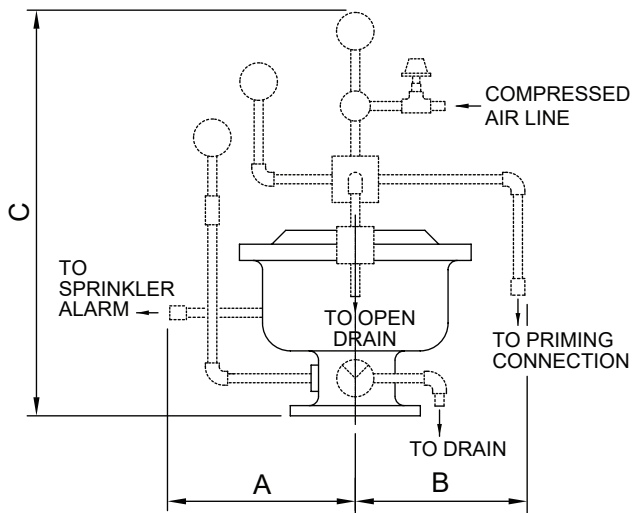 COMPRESSED
AIR LINE
C
TO
SPRINKLER
ALARM
TO OPEN
DRAIN
TO PRIMING
CONNECTION
TO DRAIN
A
B